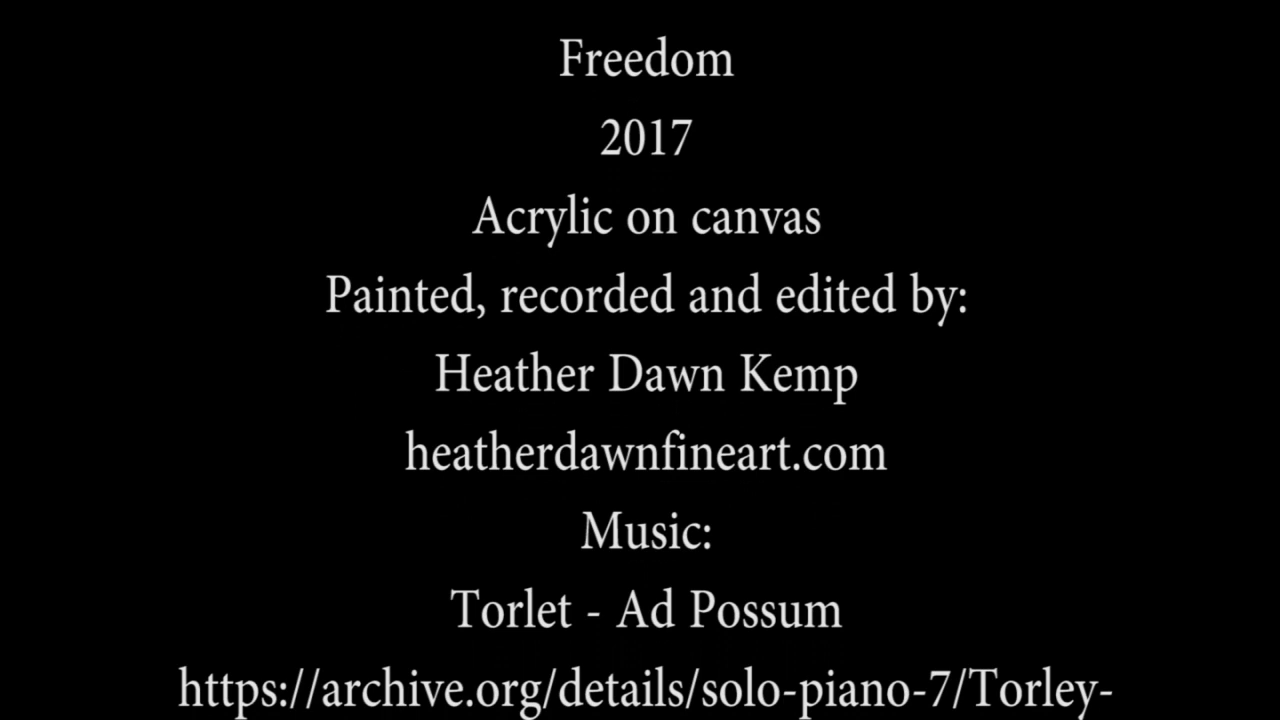 Freedom
2017
Acrylic on canvas
Painted, recorded and edited by:
Heather Dawn Kemp
heatherdawnfineart.com
Music:
Torlet - Ad Possum
https://archive.org/details/solo-piano-7/Torley-